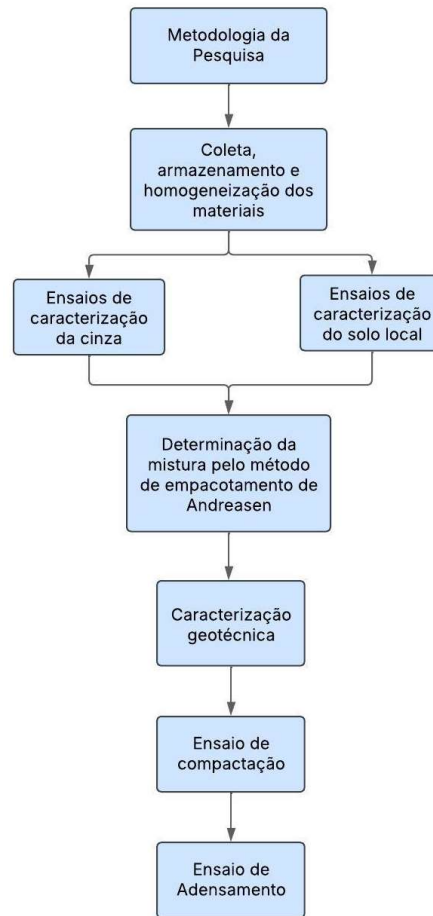 Metodologia da
Pesquisa
Coleta,
armazenamento e
homogeneização dos
materiais
Ensaios de
caracterização
da cinza
Ensaios de
caracterização
do solo local
Determinação da
mistura pelo método
de empacotamento de
Andreasen
Caracterização
geotécnica
Ensaio de
compactação
Ensaio de
Adensamento